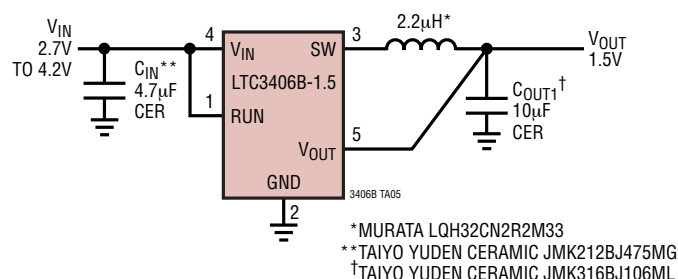 VIN
2.7V
TO 4.2V
CIN**
4.7µF
CER
4
VIN
SW
3
2.2µH*
VOUT
1.5V
LTC3406B-1.5
1
RUN
COUT1†
10µF
CER
VOUT
5
GND
2
3406B TA05
*MURATA LQH32CN2R2M33
**TAIYO YUDEN CERAMIC JMK212BJ475MG
†TAIYO YUDEN CERAMIC JMK316BJ106ML